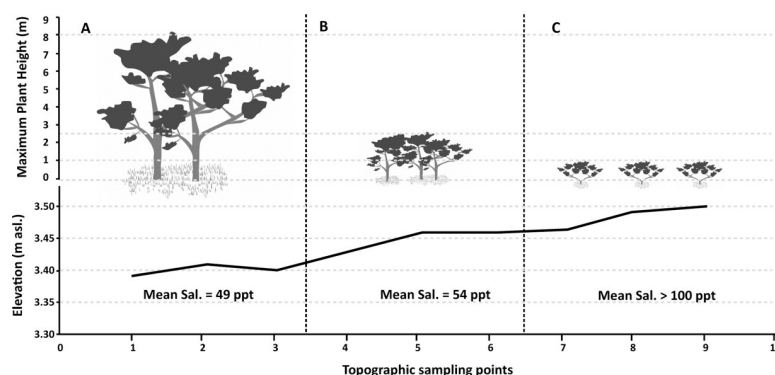 Maximum Plant Height (m)
9
8
7
6
5
4
3
2
1
0
A
B
C
Elevation (m asl.)
3.50
3.45
3.40
3.35
3.30
Mean Sal. = 49 ppt
Mean Sal. = 54 ppt
Mean Sal. > 100 ppt
0 1 2 3 4 5 6 7 8 9 1
Topographic sampling points